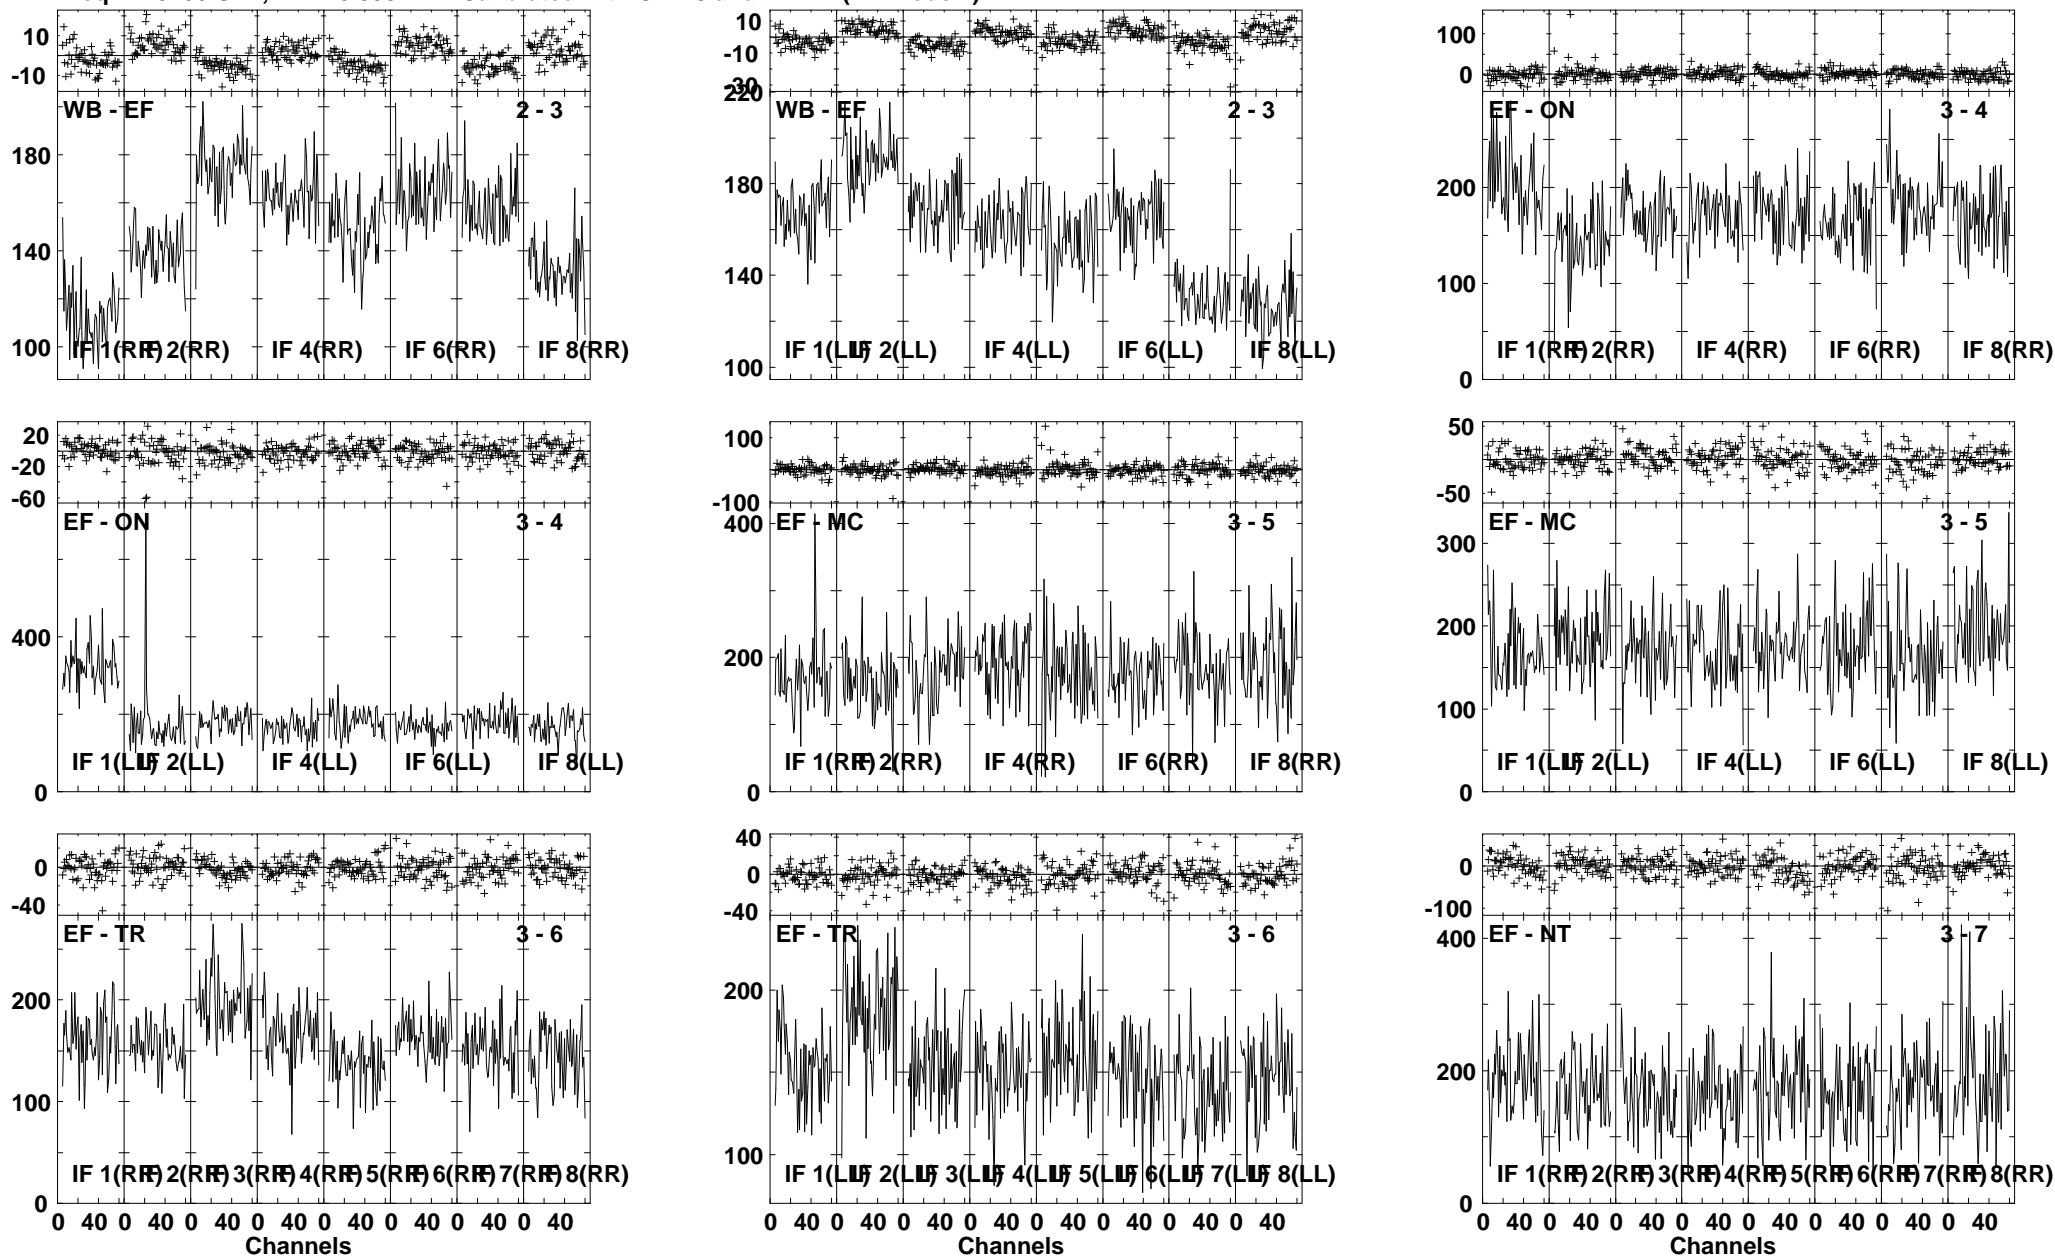 10
-10
WB - EF
2 - 3
180
140
100
IF 1(RR)
IF 2(RR)
IF 4(RR)
IF 6(RR)
IF 8(RR)
10
-10
-30
220
WB - EF
2 - 3
180
140
100
IF 1(LL)
IF 2(LL)
IF 4(LL)
IF 6(LL)
IF 8(LL)
100
0
EF - ON
3 - 4
200
100
0
IF 1(RR)
IF 2(RR)
IF 4(RR)
IF 6(RR)
IF 8(RR)
20
-20
-60
EF - ON
3 - 4
400
0
IF 1(LL)
IF 2(LL)
IF 4(LL)
IF 6(LL)
IF 8(LL)
100
0
-100
400
EF - MC
3 - 5
200
0
IF 1(RR)
IF 2(RR)
IF 4(RR)
IF 6(RR)
IF 8(RR)
50
0
-50
EF - MC
3 - 5
300
200
100
0
IF 1(LL)
IF 2(LL)
IF 4(LL)
IF 6(LL)
IF 8(LL)
0
-40
EF - TR
3 - 6
200
100
0
IF 1(RR)
IF 2(RR)
IF 3(RR)
IF 4(RR)
IF 5(RR)
IF 6(RR)
IF 7(RR)
IF 8(RR)
0 40 0 40 0 40 0 40 0 40 0 40 0 40 0 40
Channels
40
0
-40
EF - TR
3 - 6
200
100
IF 1(LL)
IF 2(LL)
IF 3(LL)
IF 4(LL)
IF 5(LL)
IF 6(LL)
IF 7(LL)
IF 8(LL)
0 40 0 40 0 40 0 40 0 40 0 40 0 40 0 40
Channels
0
-100
400
EF - NT
3 - 7
200
0
IF 1(RR)
IF 2(RR)
IF 3(RR)
IF 4(RR)
IF 5(RR)
IF 6(RR)
IF 7(RR)
IF 8(RR)
0 40 0 40 0 40 0 40 0 40 0 40 0 40 0 40
Channels